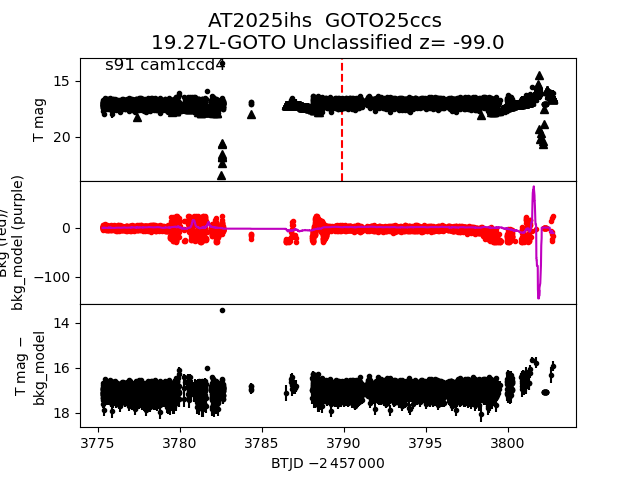 AT2025ihs GOTO25ccs
19.27L-GOTO Unclassified z= -99.0
s91 cam1ccd4
15
20
T mag
0
−100
Bkg (red)/
bkg_model (purple)
14
16
18
T mag −
bkg_model
3775 3780 3785 3790 3795 3800
BTJD −2 457 000